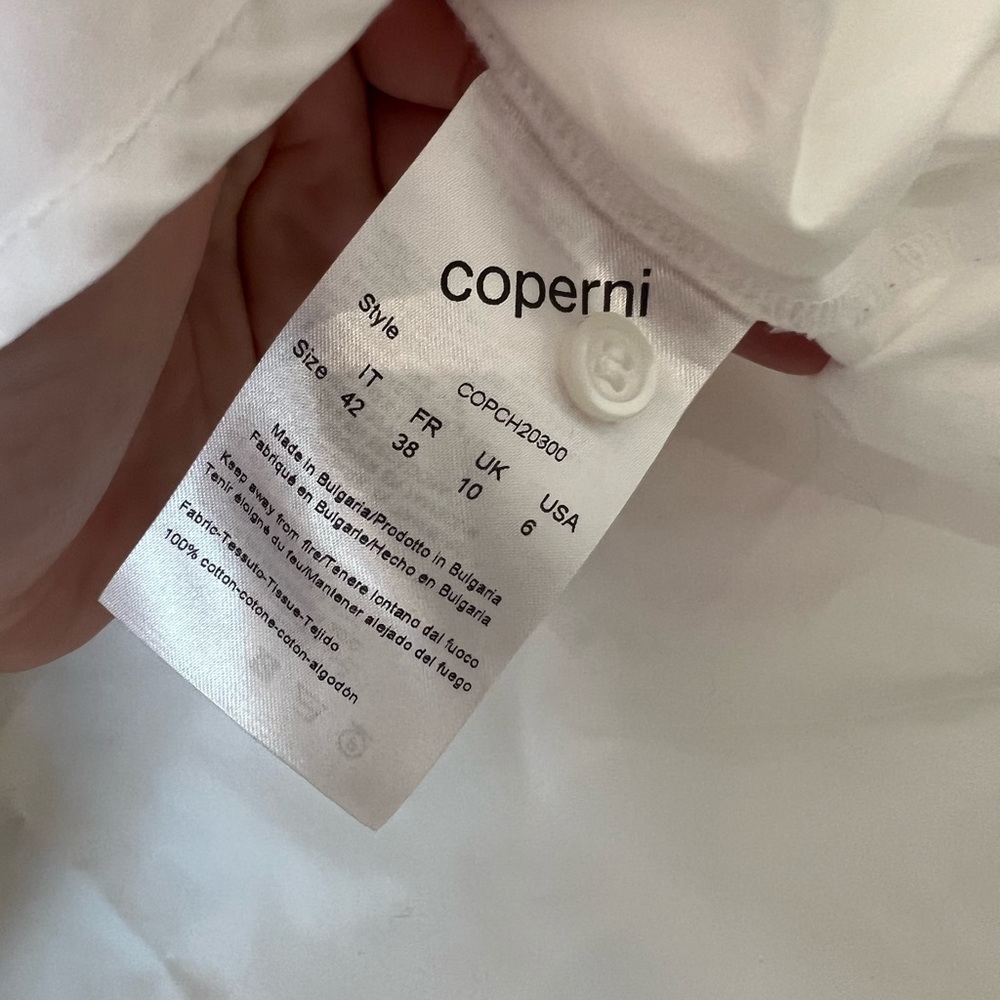 coperni
Style COPCH20300
IT FR UK USA
Size 42 38 10 6
Made in Bulgaria/Prodotto in Bulgaria
Fabriqué en Bulgarie/Hecho en Bulgaria
Keep away from fire/Tenere lontano dal fuoco
Tenir éloigné du feu/Mantener alejado del fuego
Fabric-Tessuto-Tissue-Tejido
100% cotton-cotone-coton-algodón